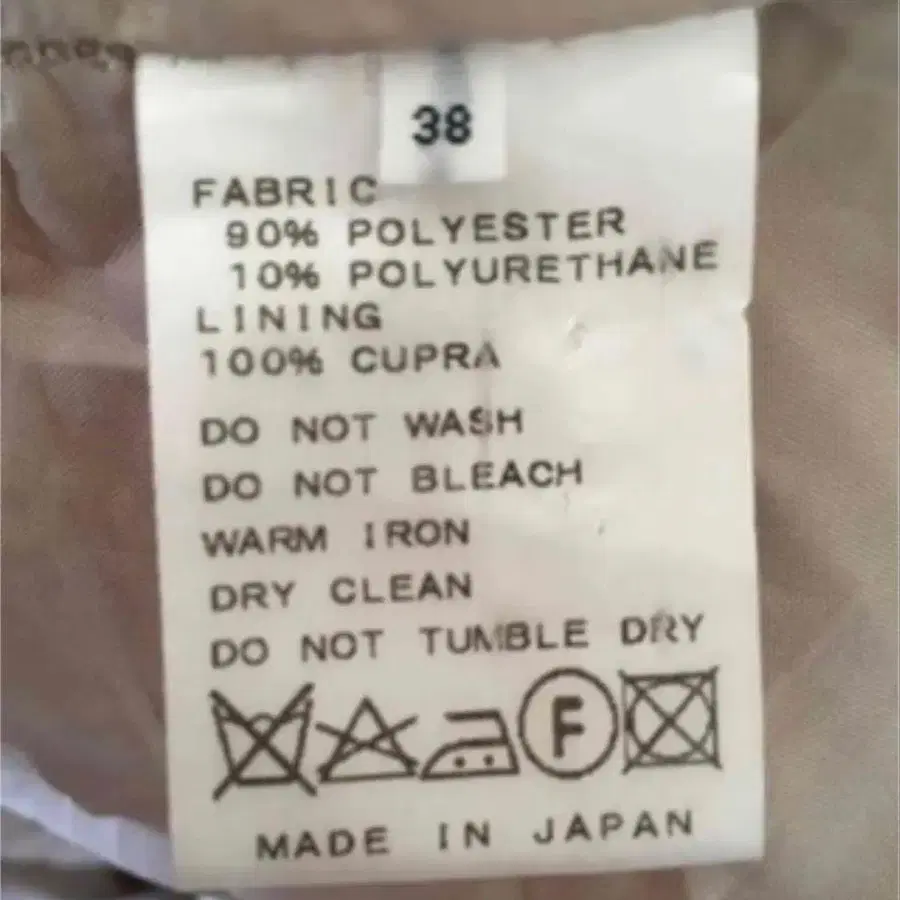 38
FABRIC
90% POLYESTER
10% POLYURETHANE
LINING
100% CUPRA
DO NOT WASH
DO NOT BLEACH
WARM IRON
DRY CLEAN
DO NOT TUMBLE DRY
F
MADE IN JAPAN